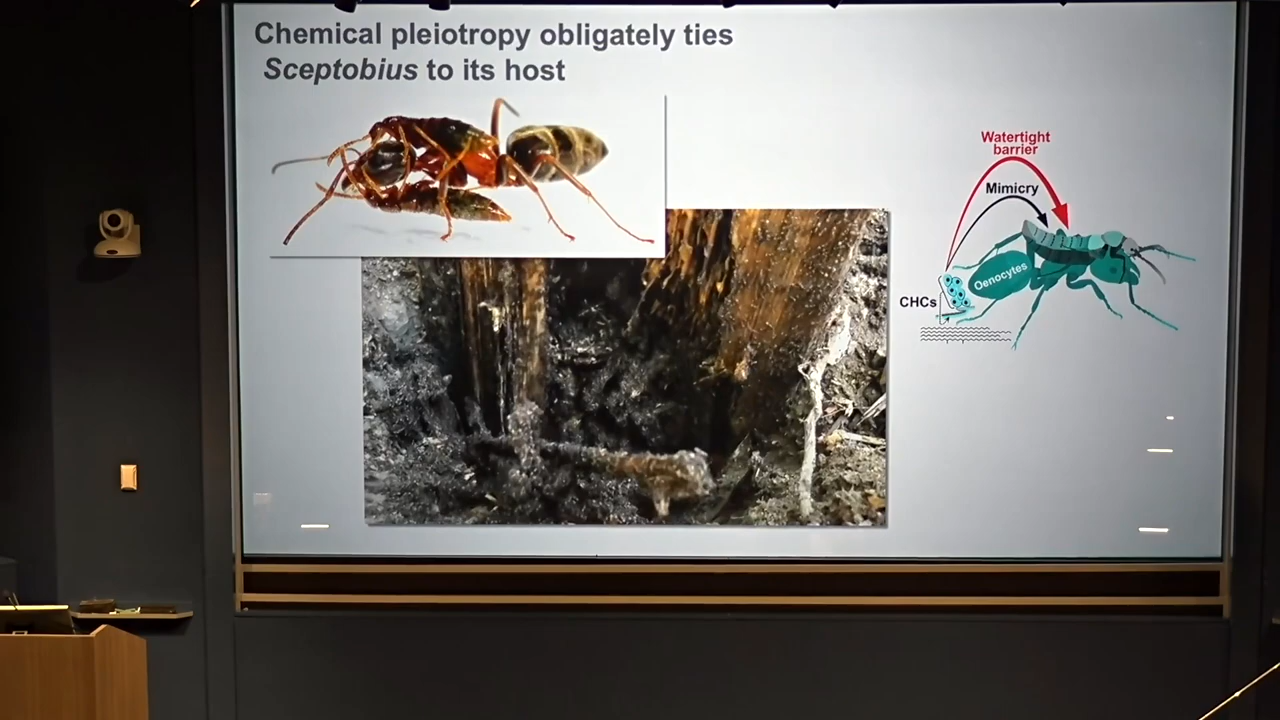 Chemical pleiotropy obligately ties
Sceptobius to its host
Watertight
barrier
Mimicry
Oenocytes
CHCs